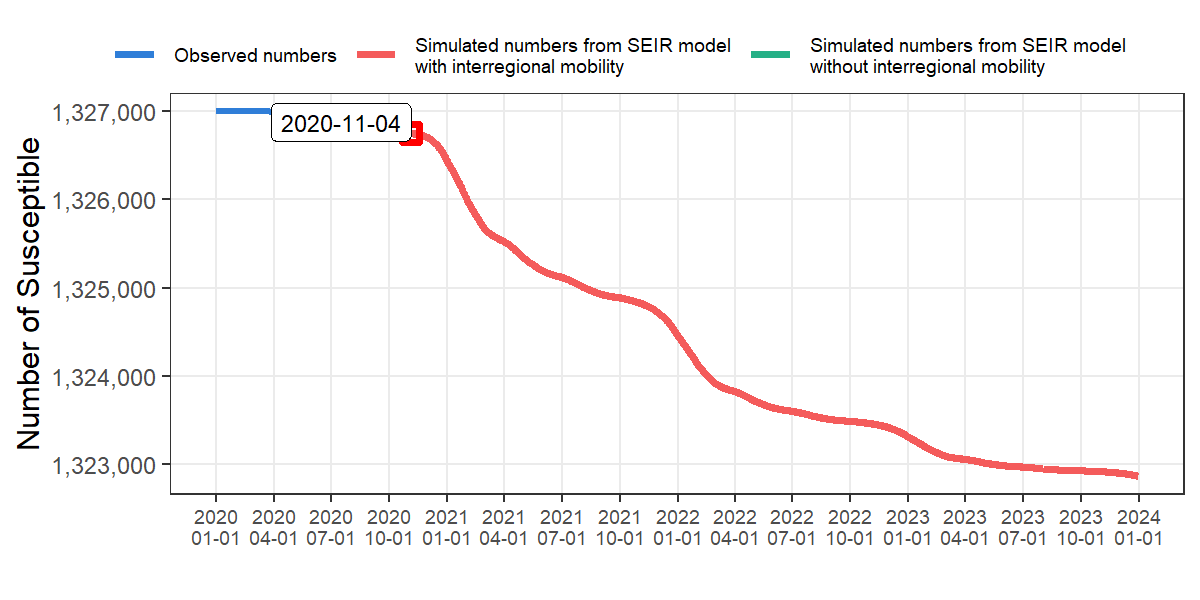 Observed numbers
Simulated numbers from SEIR model
with interregional mobility
Simulated numbers from SEIR model
without interregional mobility
Number of Susceptible
1,327,000
1,326,000
1,325,000
1,324,000
1,323,000
2020-11-04
2020 2020 2020 2020 2021 2021 2021 2021 2022 2022 2022 2022 2023 2023 2023 2023 2024
01-01 04-01 07-01 10-01 01-01 04-01 07-01 10-01 01-01 04-01 07-01 10-01 01-01 04-01 07-01 10-01 01-01